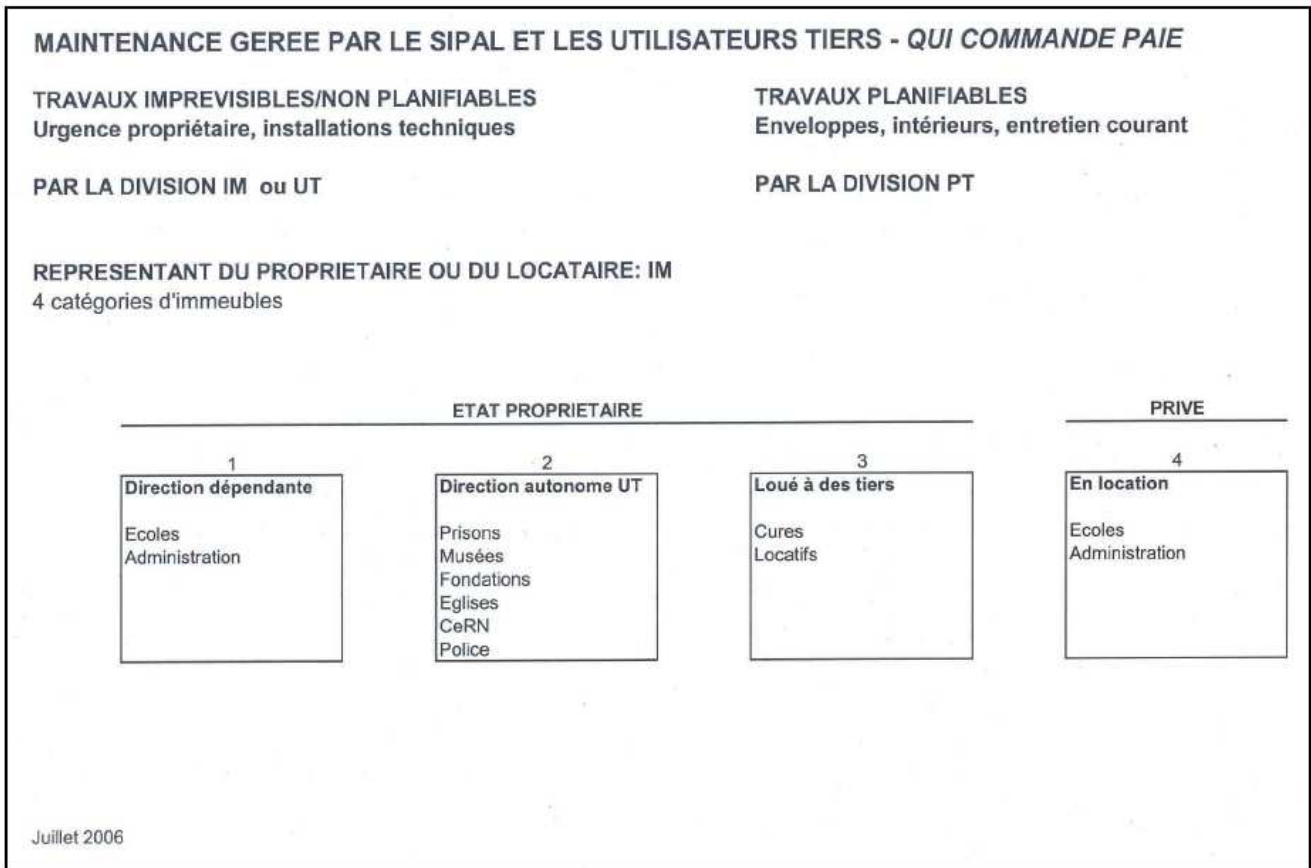 MAINTENANCE GEREE PAR LE SIPAL ET LES UTILISATEURS TIERS - QUI COMMANDE PAIE
TRAVAUX IMPREVISIBLES/NON PLANIFIABLES
Urgence propriétaire, installations techniques
PAR LA DIVISION IM ou UT
TRAVAUX PLANIFIABLES
Enveloppes, intérieurs, entretien courant
PAR LA DIVISION PT
REPRESENTANT DU PROPRIETAIRE OU DU LOCATAIRE: IM
4 catégories d'immeubles
ETAT PROPRIETAIRE
1
Direction dépendante
Ecoles
Administration
2
Direction autonome UT
Prisons
Musées
Fondations
Eglises
CeRN
Police
3
Loué à des tiers
Cures
Locatifs
PRIVE
4
En location
Ecoles
Administration
Juillet 2006